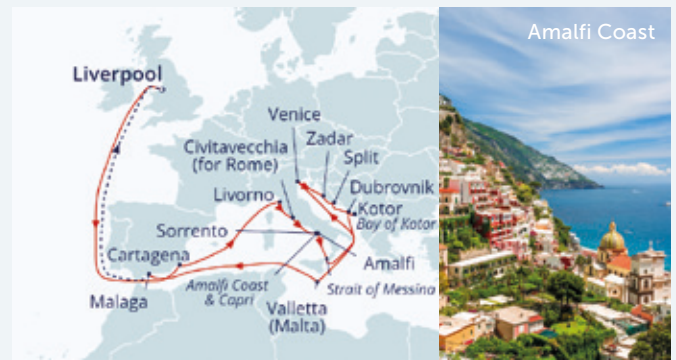 Liverpool
Venice
Zadar
Civitavecchia
(for Rome)
Split
Dubrovnik
Livorno
Kotor
Bay of Kotor
Sorrento
Cartagena
Amalfi
Amalfi Coast
& Capri
Strait of Messina
Malaga
Valletta
(Malta)
Amalfi Coast